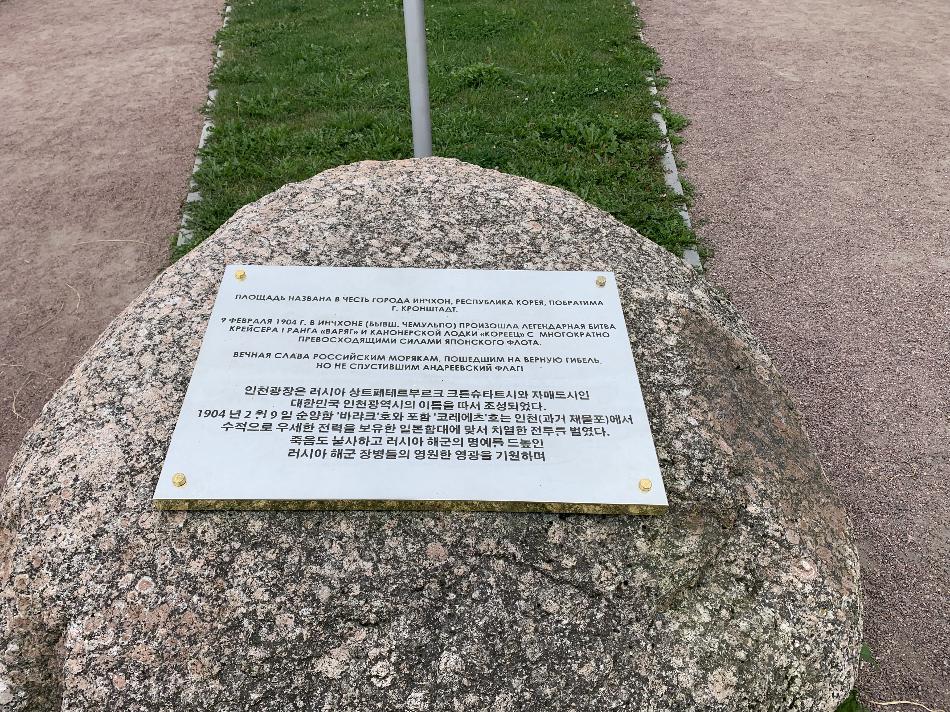 ПЛОЩАДЬ НАЗВАНА В ЧЕСТЬ ГОРОДА ИНЧХОН, РЕСПУБЛИКА КОРЕЯ, ПОБРАТИМА
Г. КРОНШТАДТ.
9 ФЕВРАЛЯ 1904 Г. В ИНЧХОНЕ (БЫВШ. ЧЕМУЛЬПО) ПРОИЗОШЛА ЛЕГЕНДАРНАЯ БИТВА
КРЕЙСЕРА I РАНГА «ВАРЯГ» И КАНОНЕРСКОЙ ЛОДКИ «КОРЕЕЦ» С МНОГОКРАТНО
ПРЕВОСХОДЯЩИМИ СИЛАМИ ЯПОНСКОГО ФЛОТА.
ВЕЧНАЯ СЛАВА РОССИЙСКИМ МОРЯКАМ, ПОШЕДШИМ НА ВЕРНУЮ ГИБЕЛЬ,
НО НЕ СПУСТИВШИМ АНДРЕЕВСКИЙ ФЛАГ!
인천광장은 러시아 상트페테르부르크 크론슈타트시와 자매도시인
대한민국 인천광역시의 이름을 따서 조성되었다.
1904 년 2 월 9 일 순양함 '바랴크'호와 포함 '코레예츠'호는 인천(과거 제물포)에서
수적으로 우세한 전력을 보유한 일본함대에 맞서 치열한 전투를 벌였다.
죽음도 불사하고 러시아 해군의 명예를 드높인
러시아 해군 장병들의 영원한 영광을 기원하며